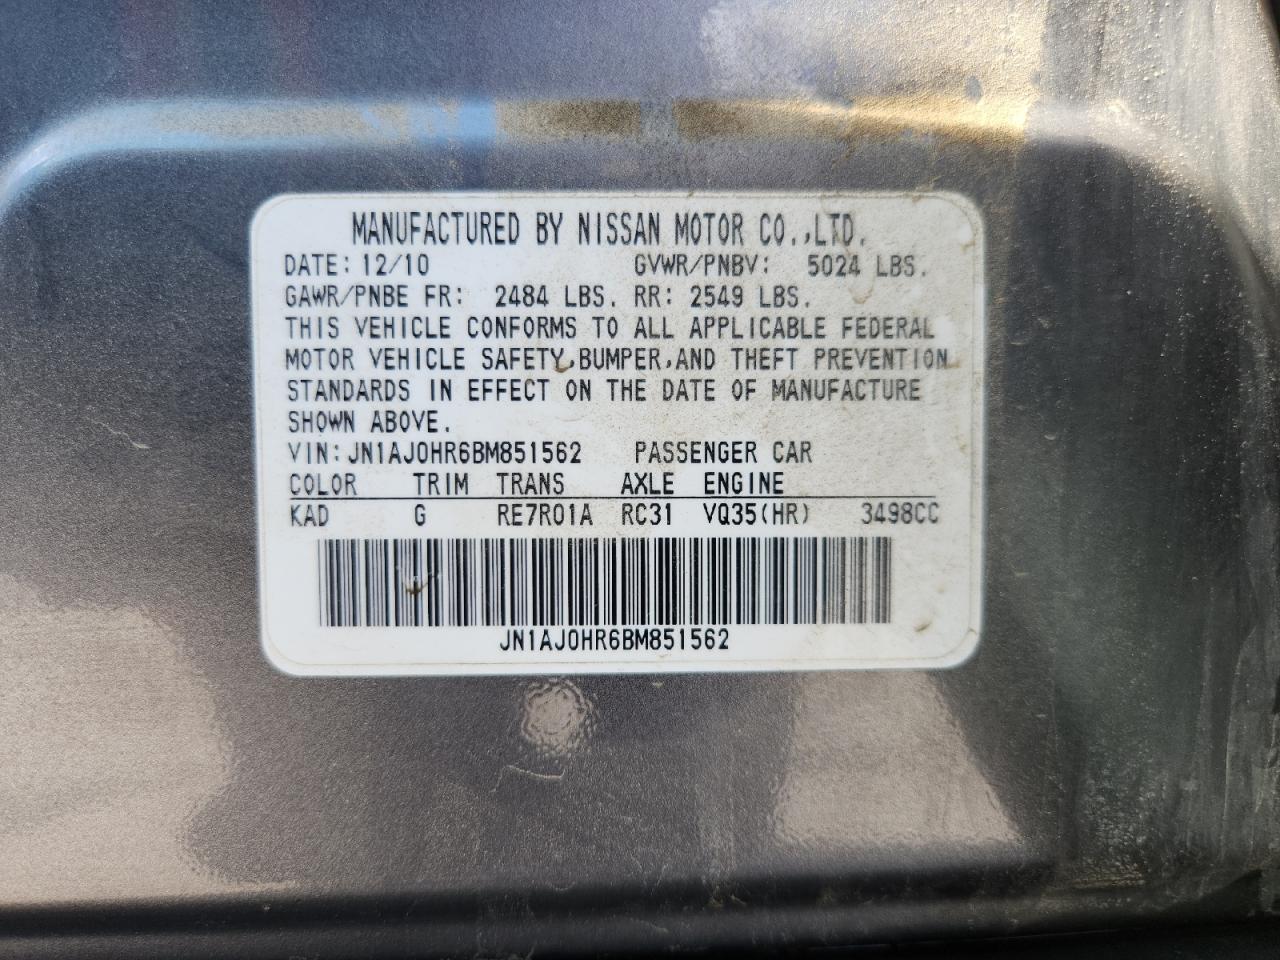 MANUFACTURED BY NISSAN MOTOR CO.,LTD.
DATE: 12/10 GVWR/PNBV: 5024 LBS.
GAWR/PNBE FR: 2484 LBS. RR: 2549 LBS.
THIS VEHICLE CONFORMS TO ALL APPLICABLE FEDERAL
MOTOR VEHICLE SAFETY,BUMPER,AND THEFT PREVENTION
STANDARDS IN EFFECT ON THE DATE OF MANUFACTURE
SHOWN ABOVE.
VIN:JN1AJ0HR6BM851562 PASSENGER CAR
COLOR TRIM TRANS AXLE ENGINE
KAD G RE7R01A RC31 VQ35(HR) 3498CC
JN1AJ0HR6BM851562